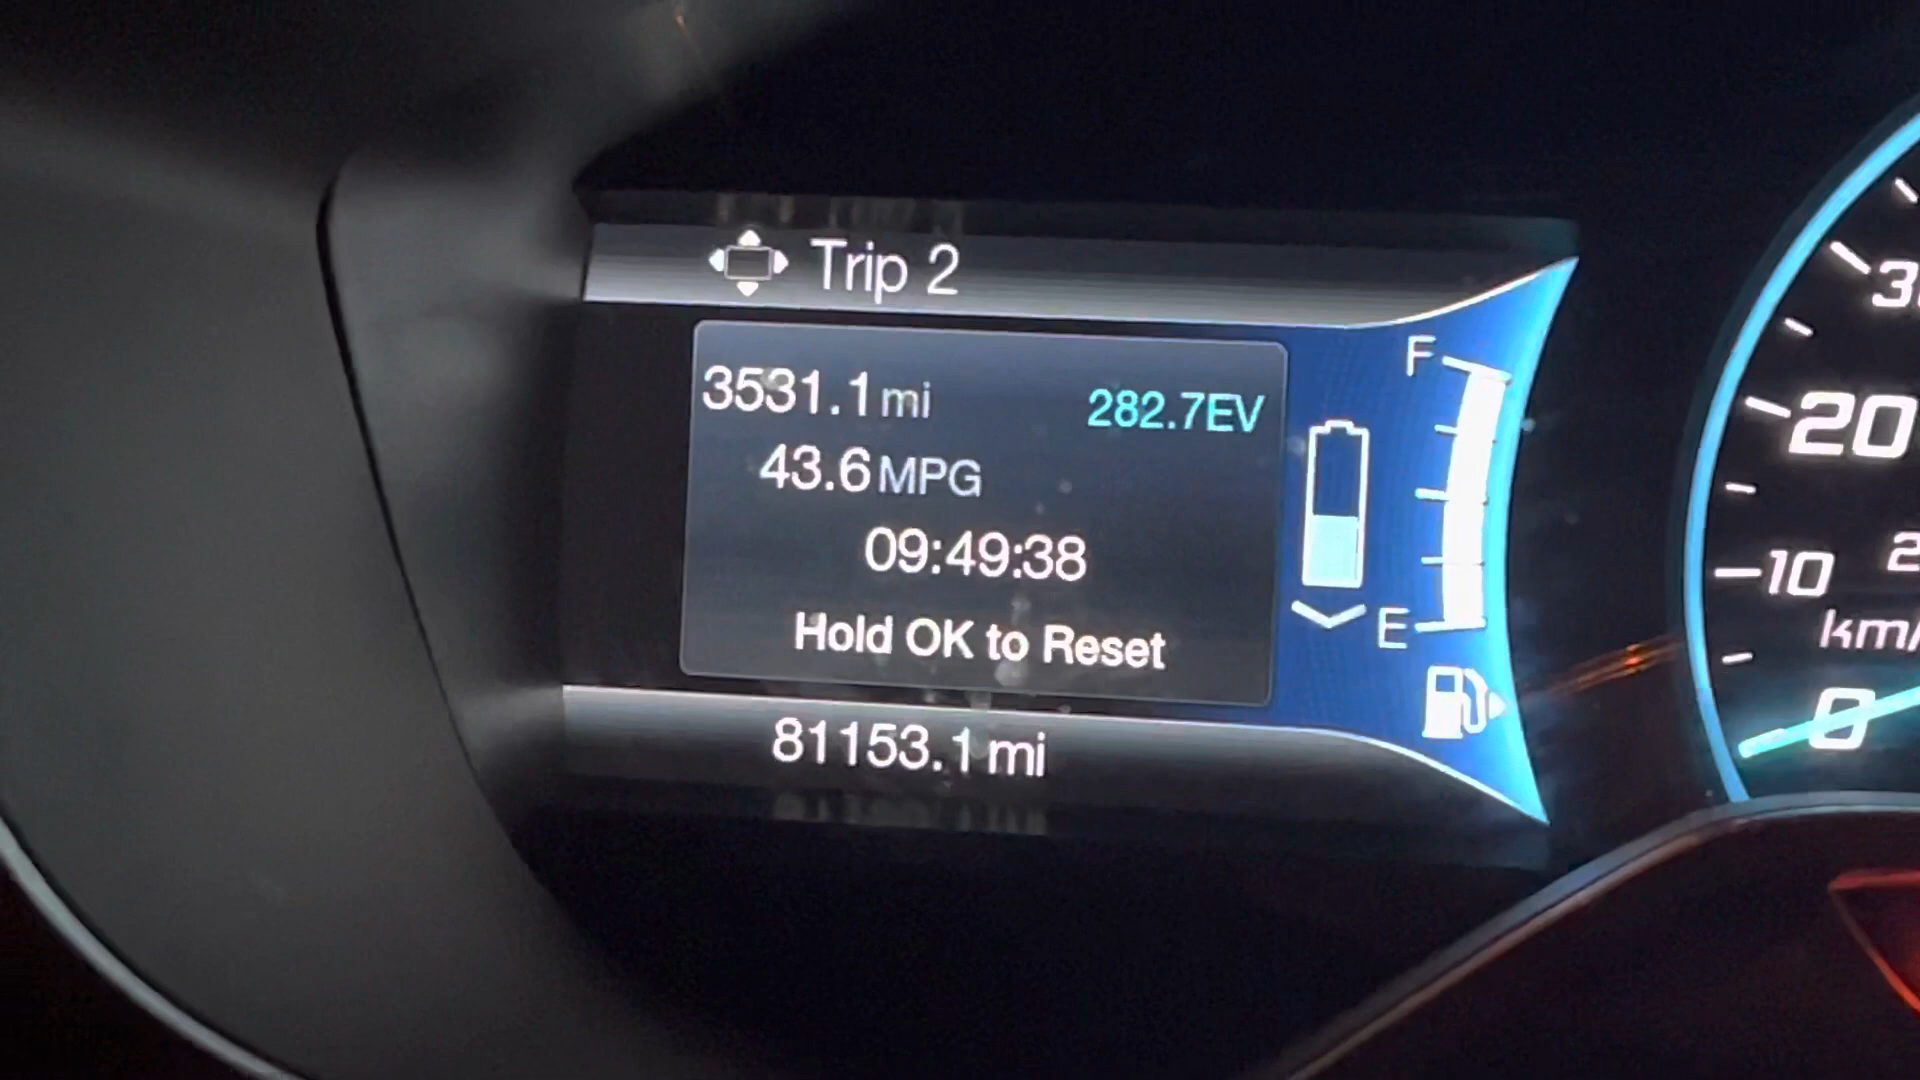 Trip 2
3531.1 mi 282.7EV
43.6 MPG
09:49:38
Hold OK to Reset
81153.1 mi
F
E
20
10
0